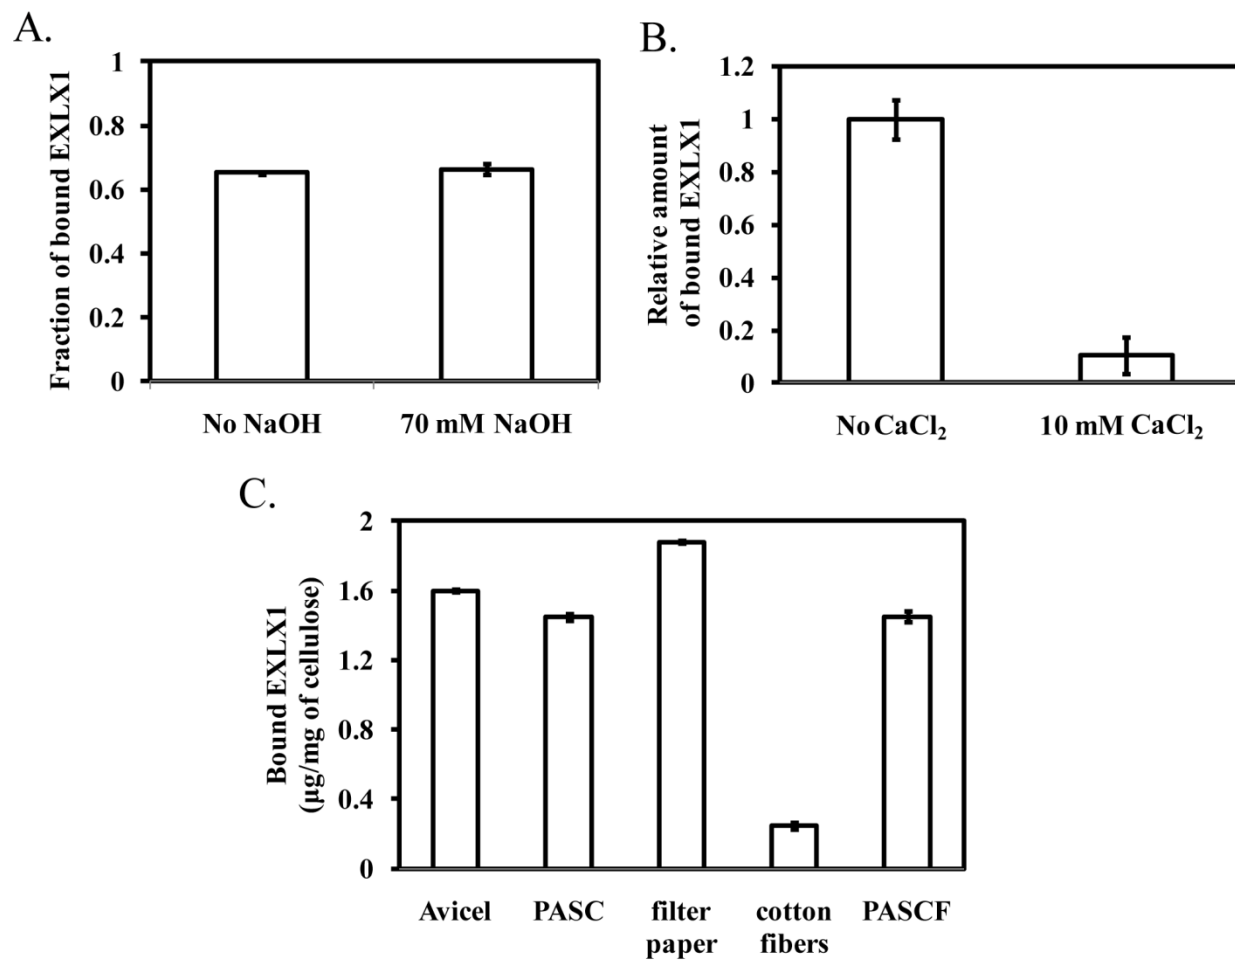 A.
Fraction of bound EXLX1
1
0.8
0.6
0.4
0.2
0
No NaOH
70 mM NaOH
B.
Relative amount
of bound EXLX1
1.2
1
0.8
0.6
0.4
0.2
0
No CaCl₂
10 mM CaCl₂
C.
Bound EXLX1
(µg/mg of cellulose)
2
1.6
1.2
0.8
0.4
0
Avicel
PASC
filter
paper
cotton
fibers
PASCF